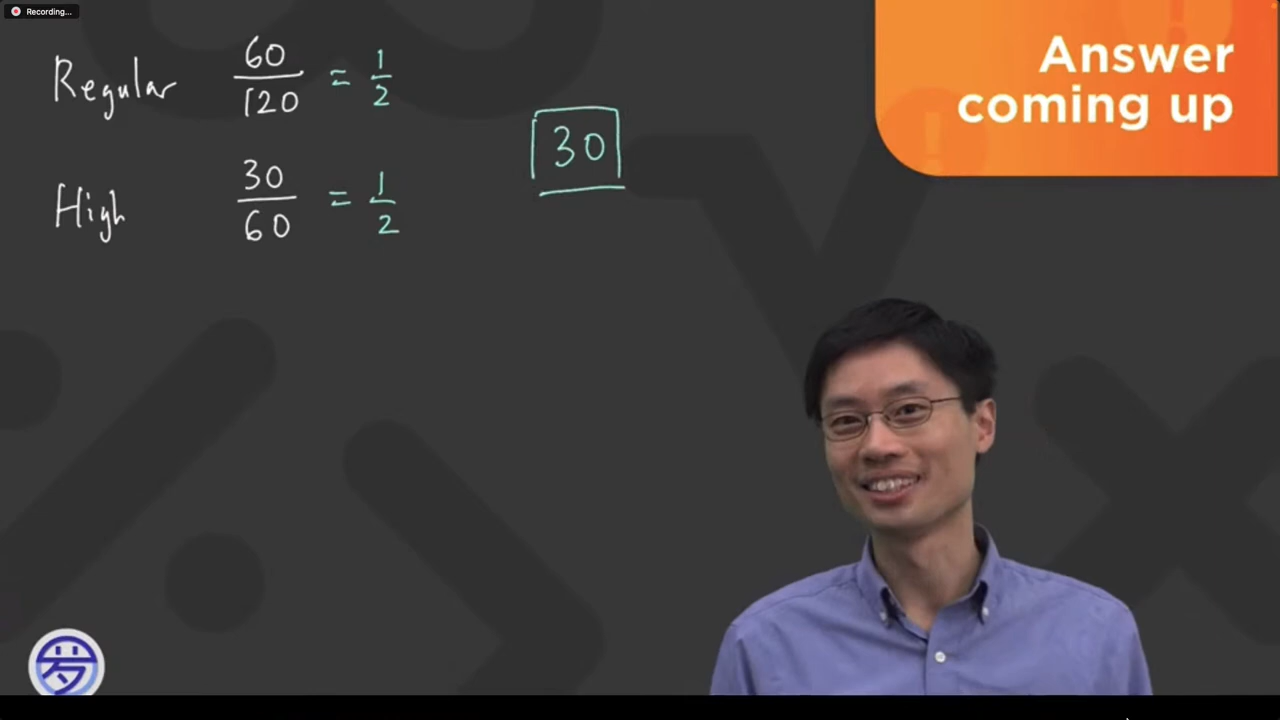 Recording...
Regular 60/120 = 1/2
30
High 30/60 = 1/2
Answer
coming up